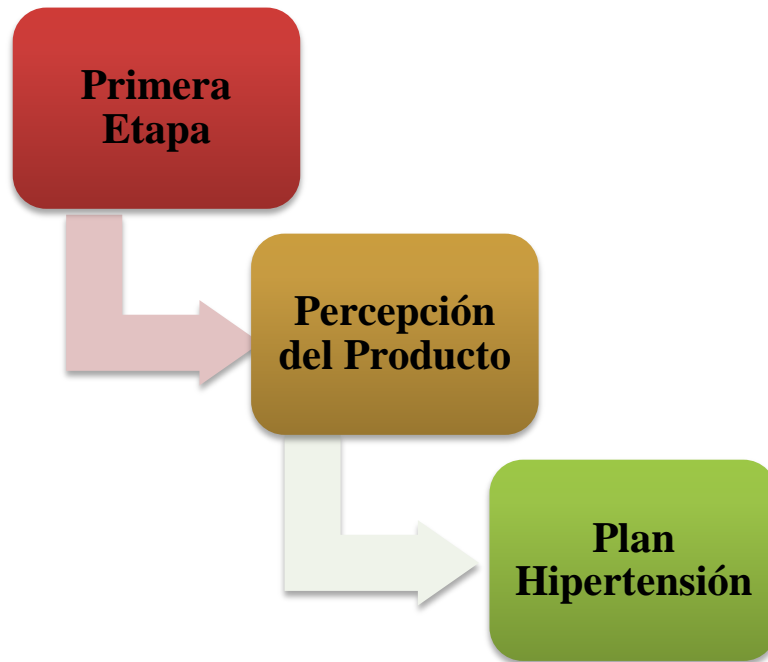 Primera
Etapa
Percepción
del Producto
Plan
Hipertensión